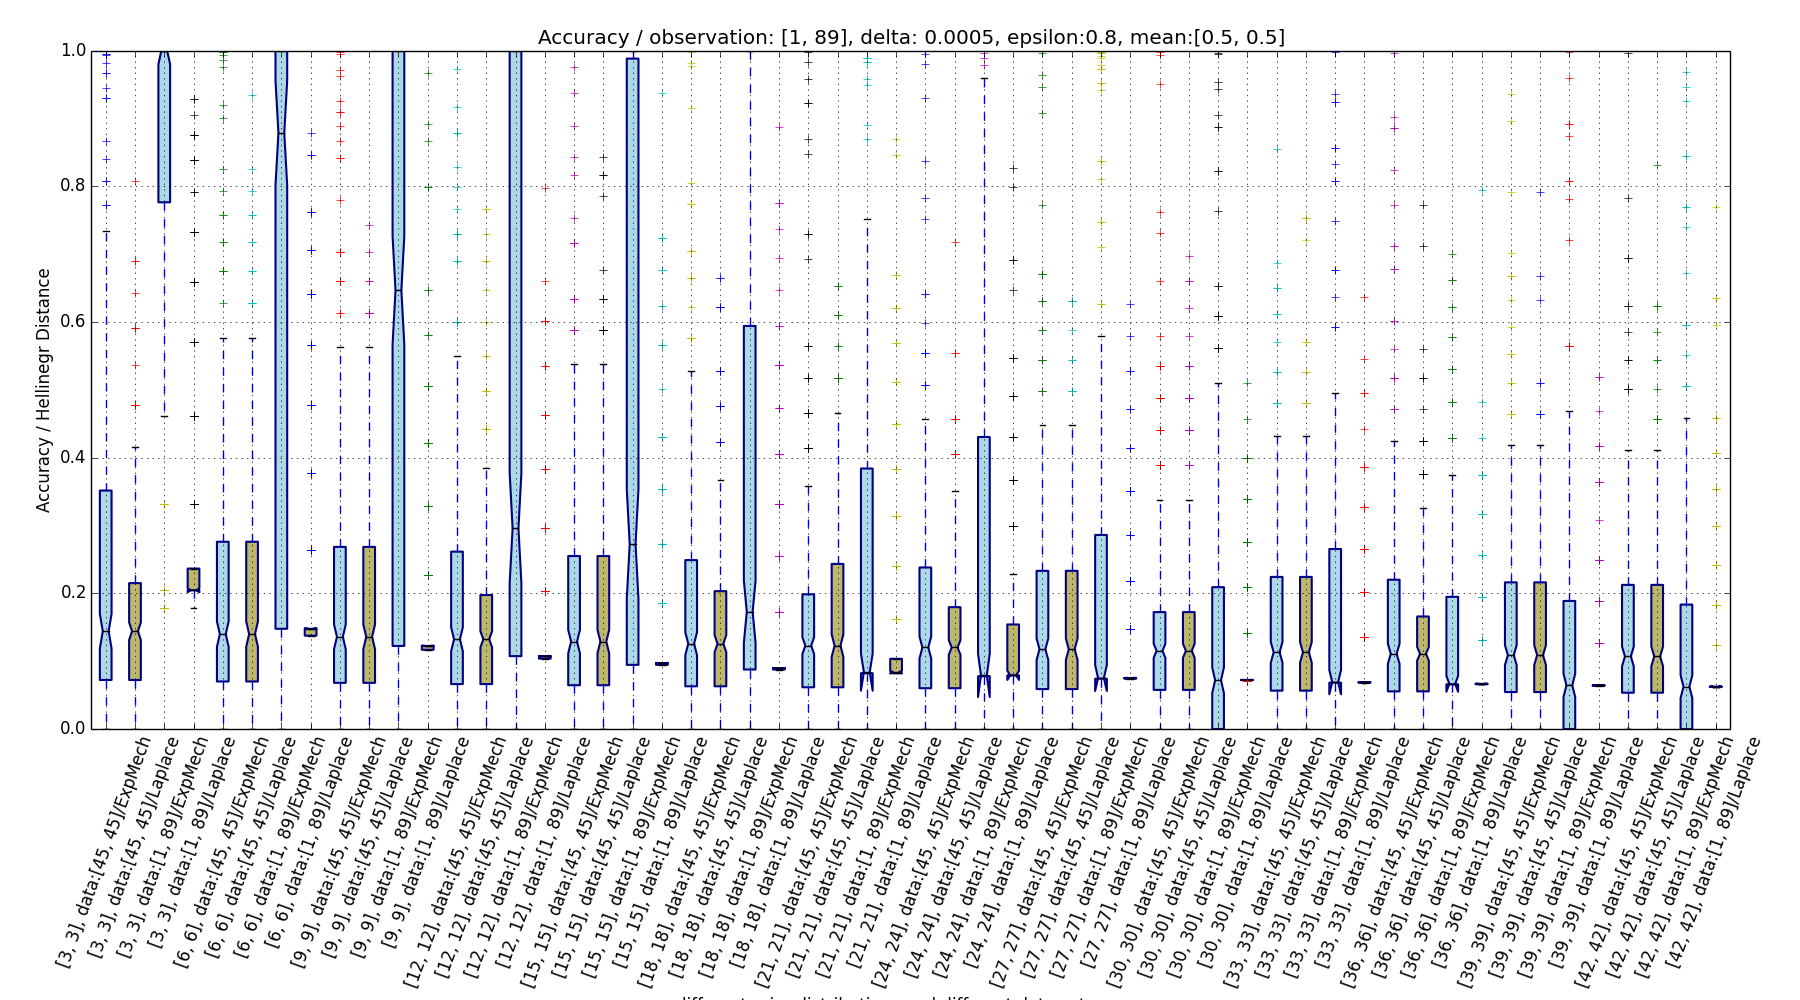 Accuracy / observation: [1, 89], delta: 0.0005, epsilon:0.8, mean:[0.5, 0.5]
Accuracy / Hellinegr Distance
1.0
0.8
0.6
0.4
0.2
0.0
[3, 3], data:[45, 45]/ExpMech
[3, 3], data:[45, 45]/Laplace
[3, 3], data:[1, 89]/ExpMech
[3, 3], data:[1, 89]/Laplace
[6, 6], data:[45, 45]/ExpMech
[6, 6], data:[45, 45]/Laplace
[6, 6], data:[1, 89]/ExpMech
[6, 6], data:[1, 89]/Laplace
[9, 9], data:[45, 45]/ExpMech
[9, 9], data:[45, 45]/Laplace
[9, 9], data:[1, 89]/ExpMech
[9, 9], data:[1, 89]/Laplace
[12, 12], data:[45, 45]/ExpMech
[12, 12], data:[45, 45]/Laplace
[12, 12], data:[1, 89]/ExpMech
[12, 12], data:[1, 89]/Laplace
[15, 15], data:[45, 45]/ExpMech
[15, 15], data:[45, 45]/Laplace
[15, 15], data:[1, 89]/ExpMech
[15, 15], data:[1, 89]/Laplace
[18, 18], data:[45, 45]/ExpMech
[18, 18], data:[45, 45]/Laplace
[18, 18], data:[1, 89]/ExpMech
[18, 18], data:[1, 89]/Laplace
[21, 21], data:[45, 45]/ExpMech
[21, 21], data:[45, 45]/Laplace
[21, 21], data:[1, 89]/ExpMech
[21, 21], data:[1, 89]/Laplace
[24, 24], data:[45, 45]/ExpMech
[24, 24], data:[45, 45]/Laplace
[24, 24], data:[1, 89]/ExpMech
[24, 24], data:[1, 89]/Laplace
[27, 27], data:[45, 45]/ExpMech
[27, 27], data:[45, 45]/Laplace
[27, 27], data:[1, 89]/ExpMech
[27, 27], data:[1, 89]/Laplace
[30, 30], data:[45, 45]/ExpMech
[30, 30], data:[45, 45]/Laplace
[30, 30], data:[1, 89]/ExpMech
[30, 30], data:[1, 89]/Laplace
[33, 33], data:[45, 45]/ExpMech
[33, 33], data:[45, 45]/Laplace
[33, 33], data:[1, 89]/ExpMech
[33, 33], data:[1, 89]/Laplace
[36, 36], data:[45, 45]/ExpMech
[36, 36], data:[45, 45]/Laplace
[36, 36], data:[1, 89]/ExpMech
[36, 36], data:[1, 89]/Laplace
[39, 39], data:[45, 45]/ExpMech
[39, 39], data:[45, 45]/Laplace
[39, 39], data:[1, 89]/ExpMech
[39, 39], data:[1, 89]/Laplace
[42, 42], data:[45, 45]/ExpMech
[42, 42], data:[45, 45]/Laplace
[42, 42], data:[1, 89]/ExpMech
[42, 42], data:[1, 89]/Laplace